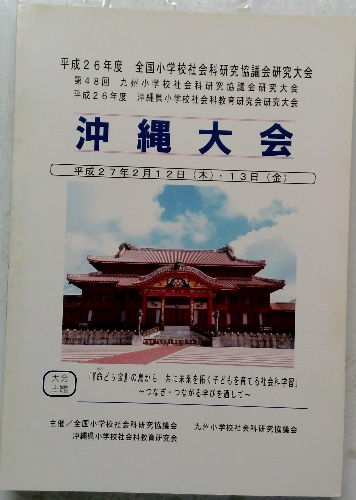 平成26年度 全国小学校社会科研究協議会研究大会
第48回 九州小学校社会科研究協議会研究大会
平成26年度 沖縄県小学校社会科教育研究会研究大会
沖縄大会
平成27年2月12日(木)・13日(金)
大会
主題
「『命どぅ宝』の島から 共に未来を拓く子どもを育てる社会科学習」
~つなぎ・つながる学びを通して~
主催/全国小学校社会科研究協議会 九州小学校社会科研究協議会
沖縄県小学校社会科教育研究会